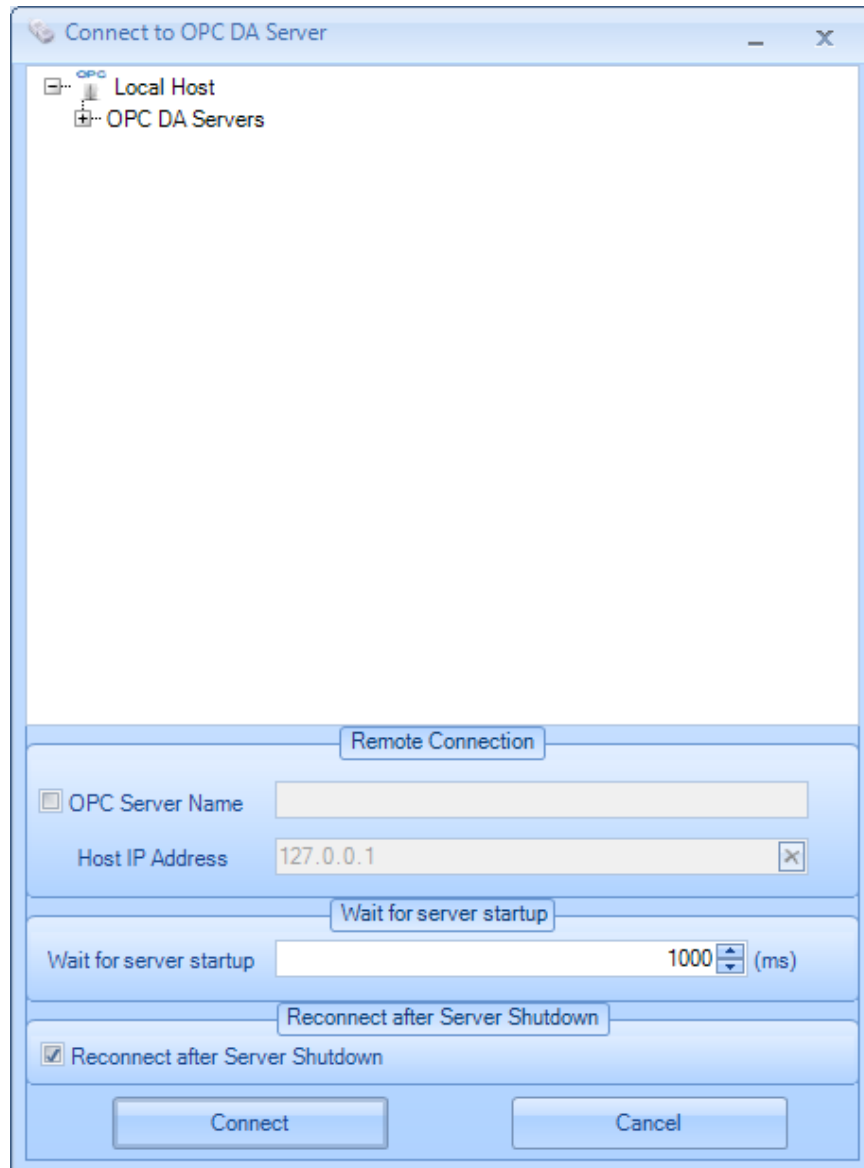 Connect to OPC DA Server
OPC
Local Host
OPC DA Servers
Remote Connection
OPC Server Name
Host IP Address 127.0.0.1
Wait for server startup
Wait for server startup 1000 (ms)
Reconnect after Server Shutdown
Reconnect after Server Shutdown
Connect Cancel